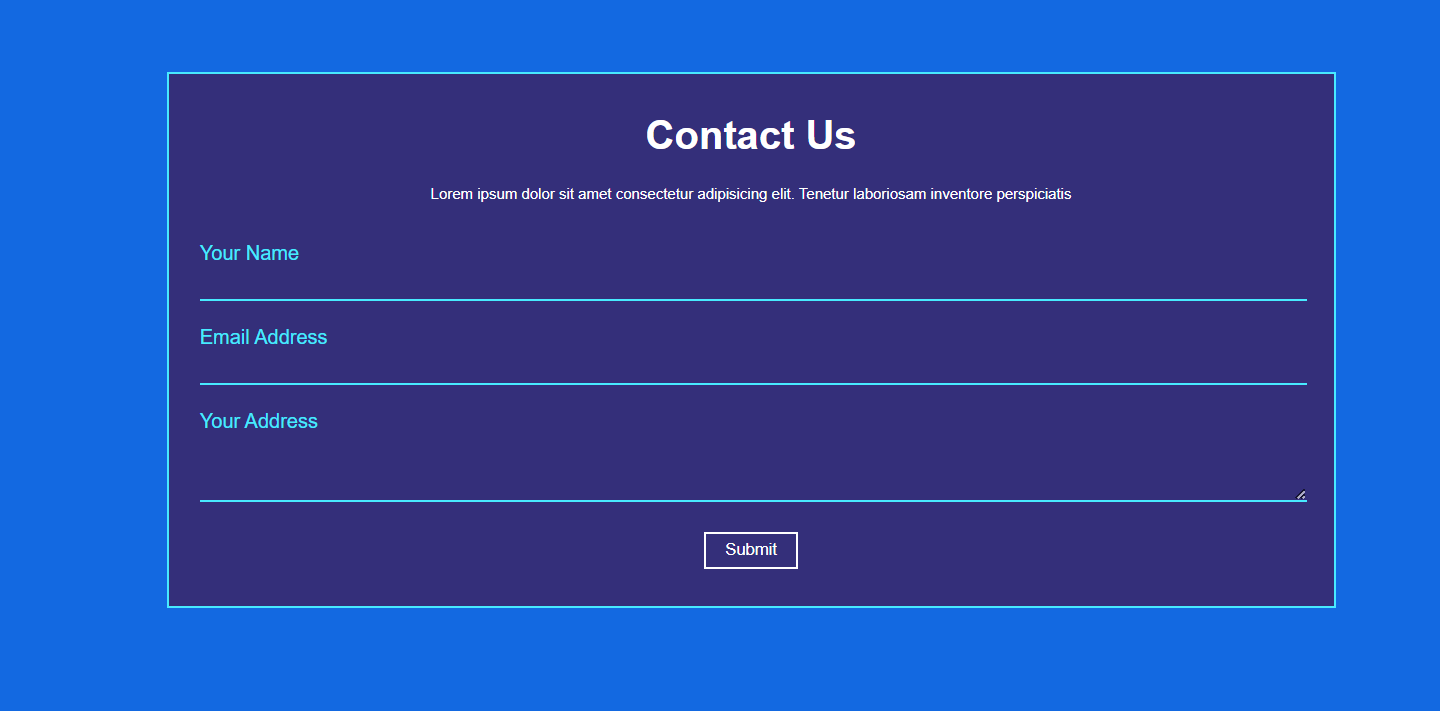 Contact Us
Lorem ipsum dolor sit amet consectetur adipisicing elit. Tenetur laboriosam inventore perspiciatis
Your Name
Email Address
Your Address
Submit